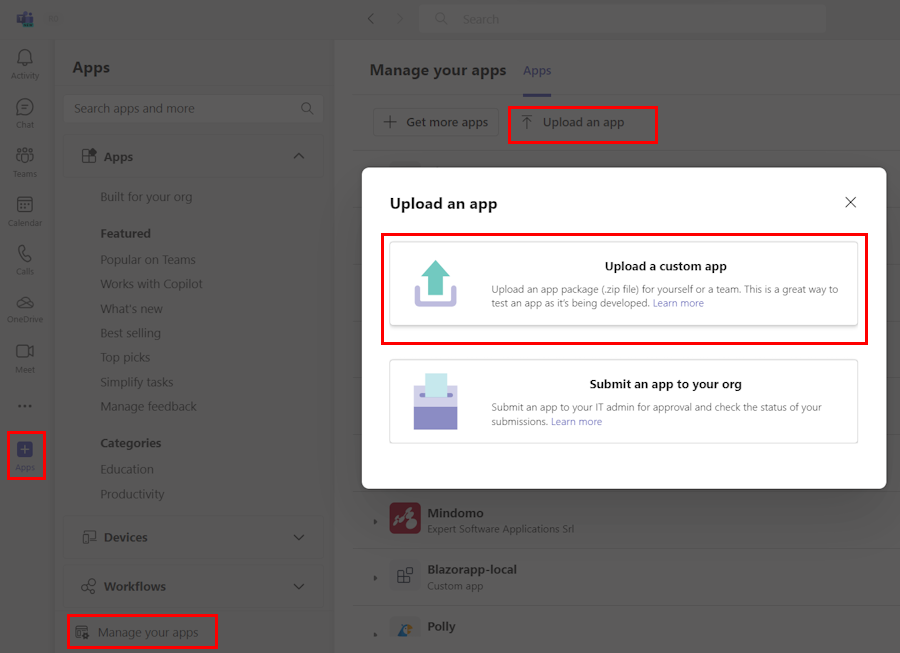 Search
Activity
Chat
Teams
Calendar
Calls
OneDrive
Meet
Apps
Apps
Search apps and more
Apps
Built for your org
Featured
Popular on Teams
Works with Copilot
What's new
Best selling
Top picks
Simplify tasks
Manage feedback
Categories
Education
Productivity
Devices
Workflows
Manage your apps
Manage your apps Apps
Get more apps Upload an app
Upload an app
Upload a custom app
Upload an app package (.zip file) for yourself or a team. This is a great way to
test an app as it's being developed. Learn more
Submit an app to your org
Submit an app to your IT admin for approval and check the status of your
submissions. Learn more
Mindomo
Expert Software Applications Srl
Blazorapp-local
Custom app
Polly